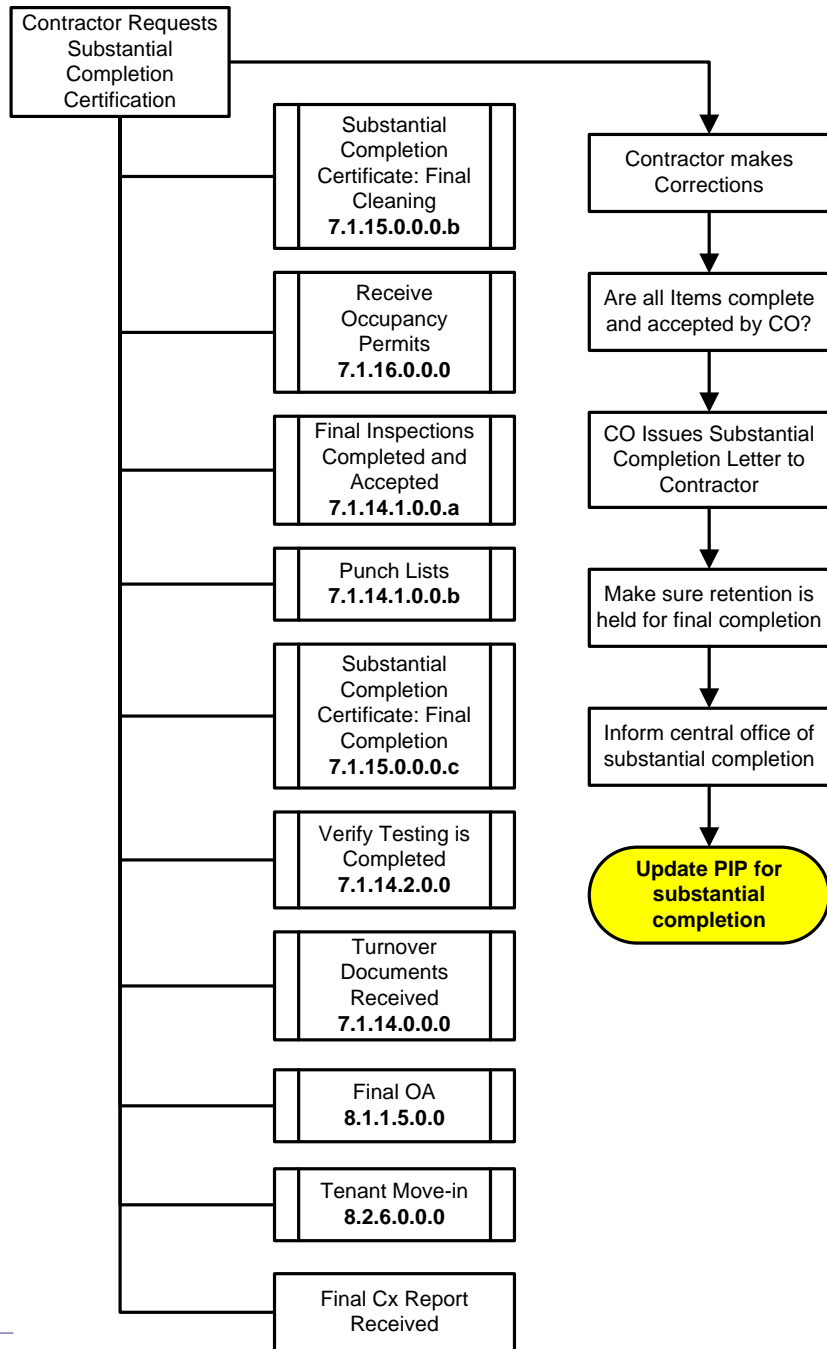 Contractor Requests
Substantial
Completion
Certification
Substantial
Completion
Certificate: Final
Cleaning
7.1.15.0.0.0.b
Receive
Occupancy
Permits
7.1.16.0.0.0
Final Inspections
Completed and
Accepted
7.1.14.1.0.0.a
Punch Lists
7.1.14.1.0.0.b
Substantial
Completion
Certificate: Final
Completion
7.1.15.0.0.0.c
Verify Testing is
Completed
7.1.14.2.0.0
Turnover
Documents
Received
7.1.14.0.0.0
Final OA
8.1.1.5.0.0
Tenant Move-in
8.2.6.0.0.0
Final Cx Report
Received
Contractor makes
Corrections
Are all Items complete
and accepted by CO?
CO Issues Substantial
Completion Letter to
Contractor
Make sure retention is
held for final completion
Inform central office of
substantial completion
Update PIP for
substantial
completion